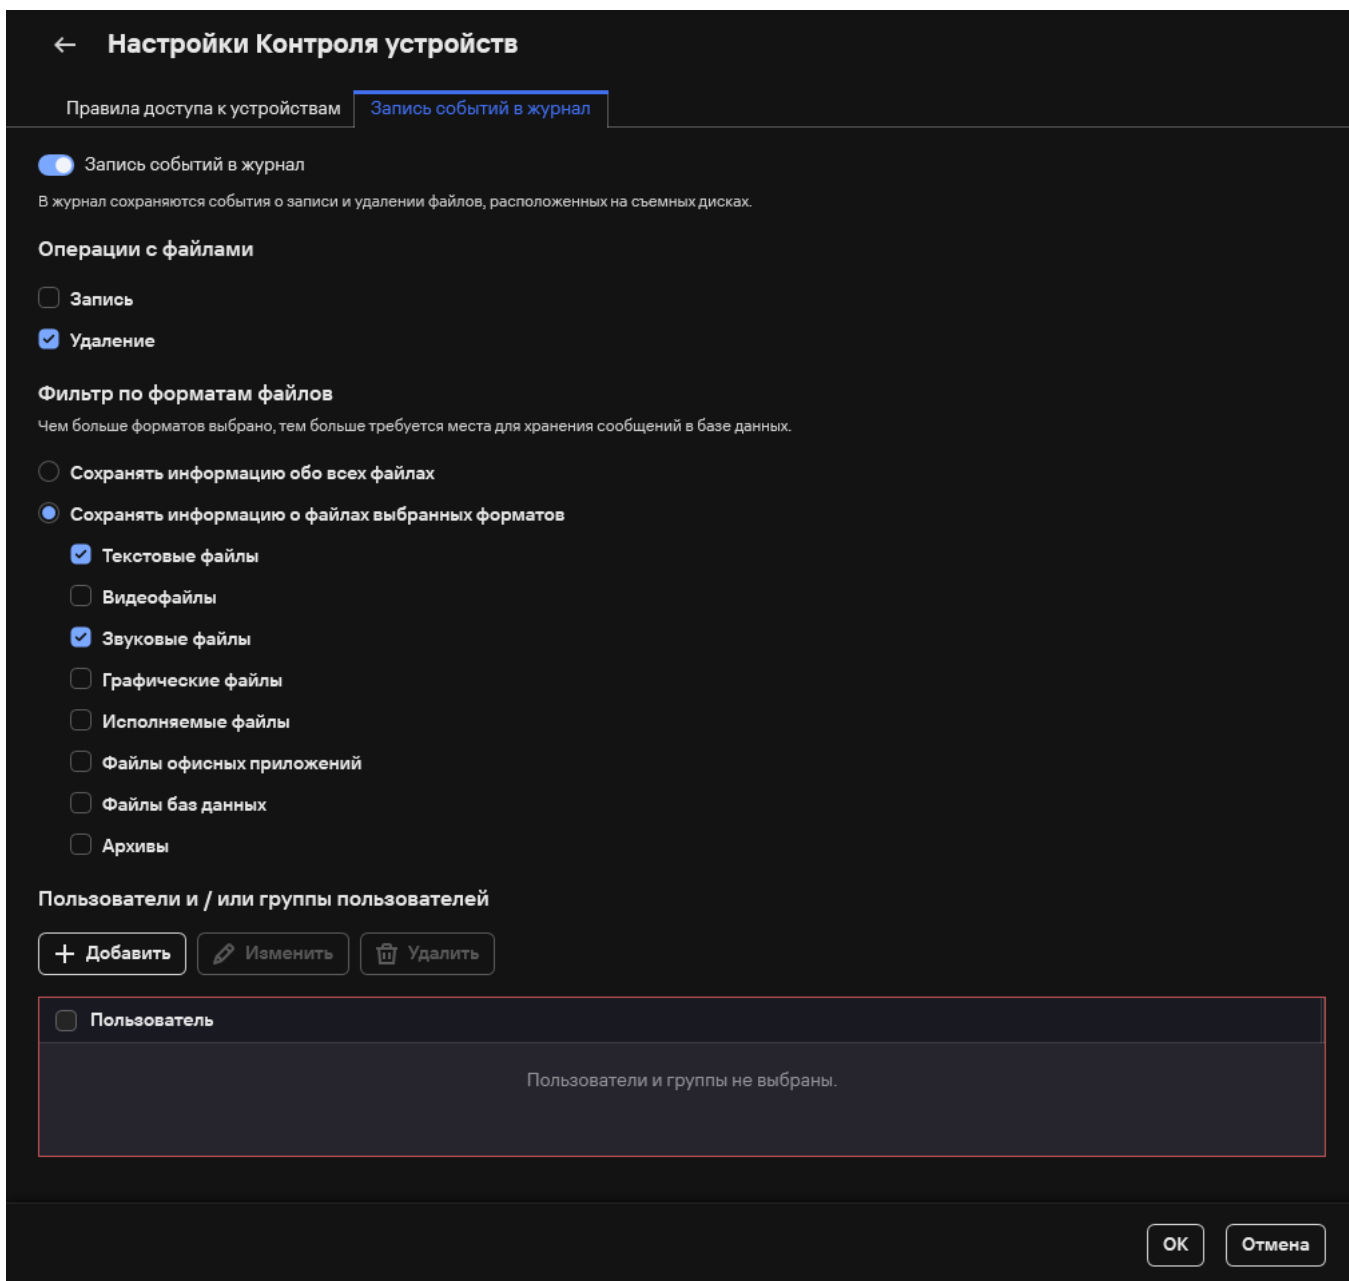 Настройки Контроля устройств
Правила доступа к устройствам
Запись событий в журнал
Запись событий в журнал
В журнал сохраняются события о записи и удалении файлов, расположенных на съемных дисках.
Операции с файлами
Запись
Удаление
Фильтр по форматам файлов
Чем больше форматов выбрано, тем больше требуется места для хранения сообщений в базе данных.
Сохранять информацию обо всех файлах
Сохранять информацию о файлах выбранных форматов
Текстовые файлы
Видеофайлы
Звуковые файлы
Графические файлы
Исполняемые файлы
Файлы офисных приложений
Файлы баз данных
Архивы
Пользователи и / или группы пользователей
Добавить
Изменить
Удалить
Пользователь
Пользователи и группы не выбраны.
ОК
Отмена